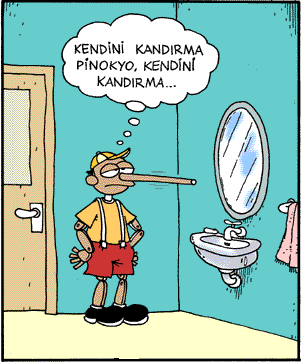 KENDİNİ KANDIRMA
PİNOKYO, KENDİNİ
KANDIRMA...